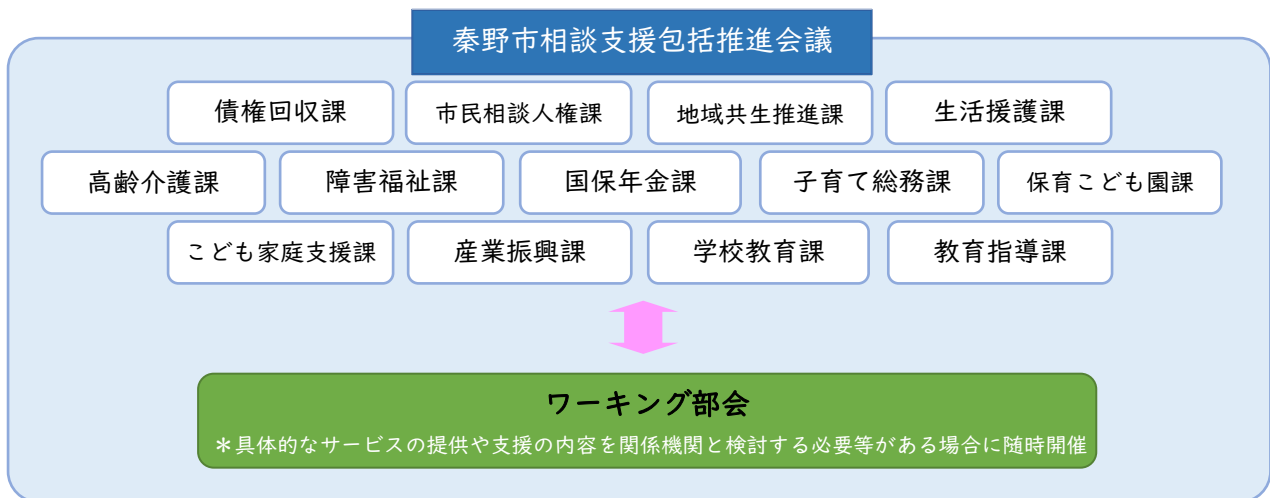 秦野市相談支援包括推進会議
債権回収課 市民相談人権課 地域共生推進課 生活援護課
高齢介護課 障害福祉課 国保年金課 子育て総務課 保育こども園課
こども家庭支援課 産業振興課 学校教育課 教育指導課
ワーキング部会
＊具体的なサービスの提供や支援の内容を関係機関と検討する必要等がある場合に随時開催